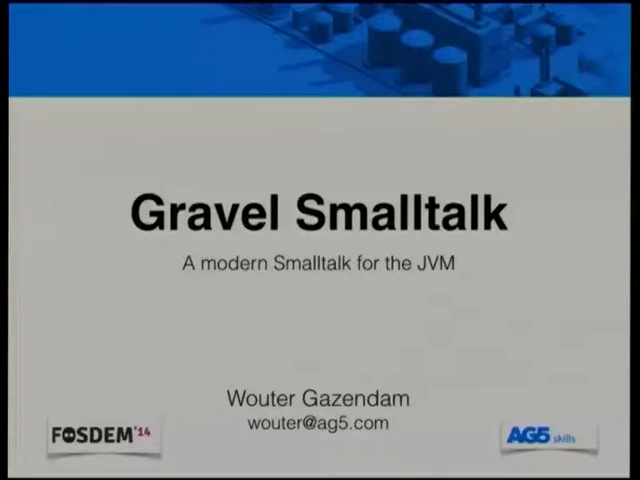 Gravel Smalltalk
A modern Smalltalk for the JVM
Wouter Gazendam
wouter@ag5.com
FOSDEM'14
AG5 skills